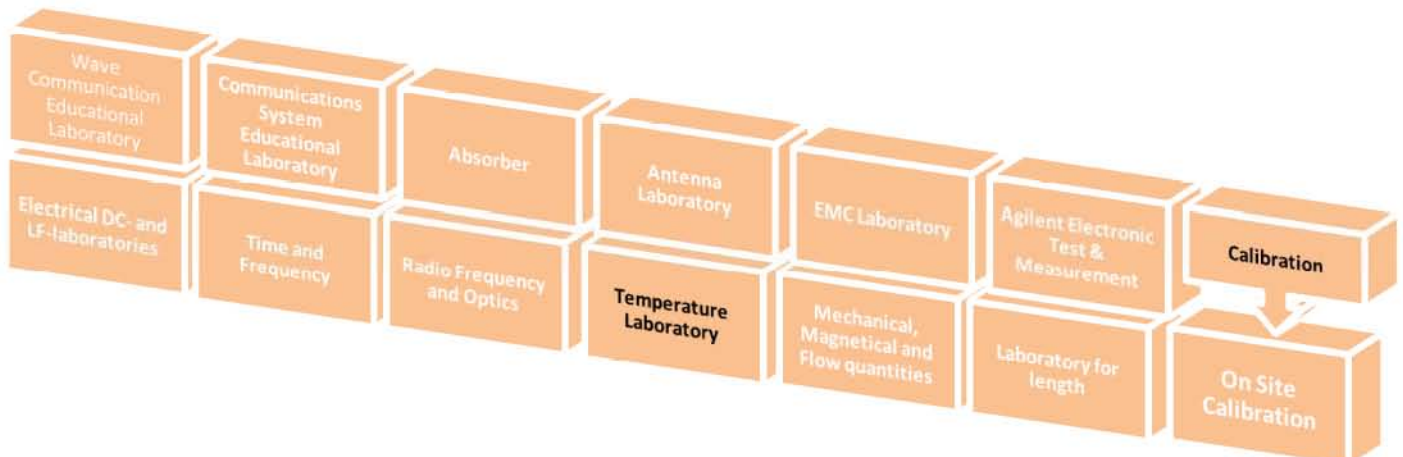 Wave
Communication
Educational
Laboratory
Communications
System
Educational
Laboratory
Absorber
Antenna
Laboratory
EMC Laboratory
Agilent Electronic
Test &
Measurement
Calibration
Electrical DC- and
LF-laboratories
Time and
Frequency
Radio Frequency
and Optics
Temperature
Laboratory
Mechanical,
Magnetical and
Flow quantities
Laboratory for
length
On Site
Calibration